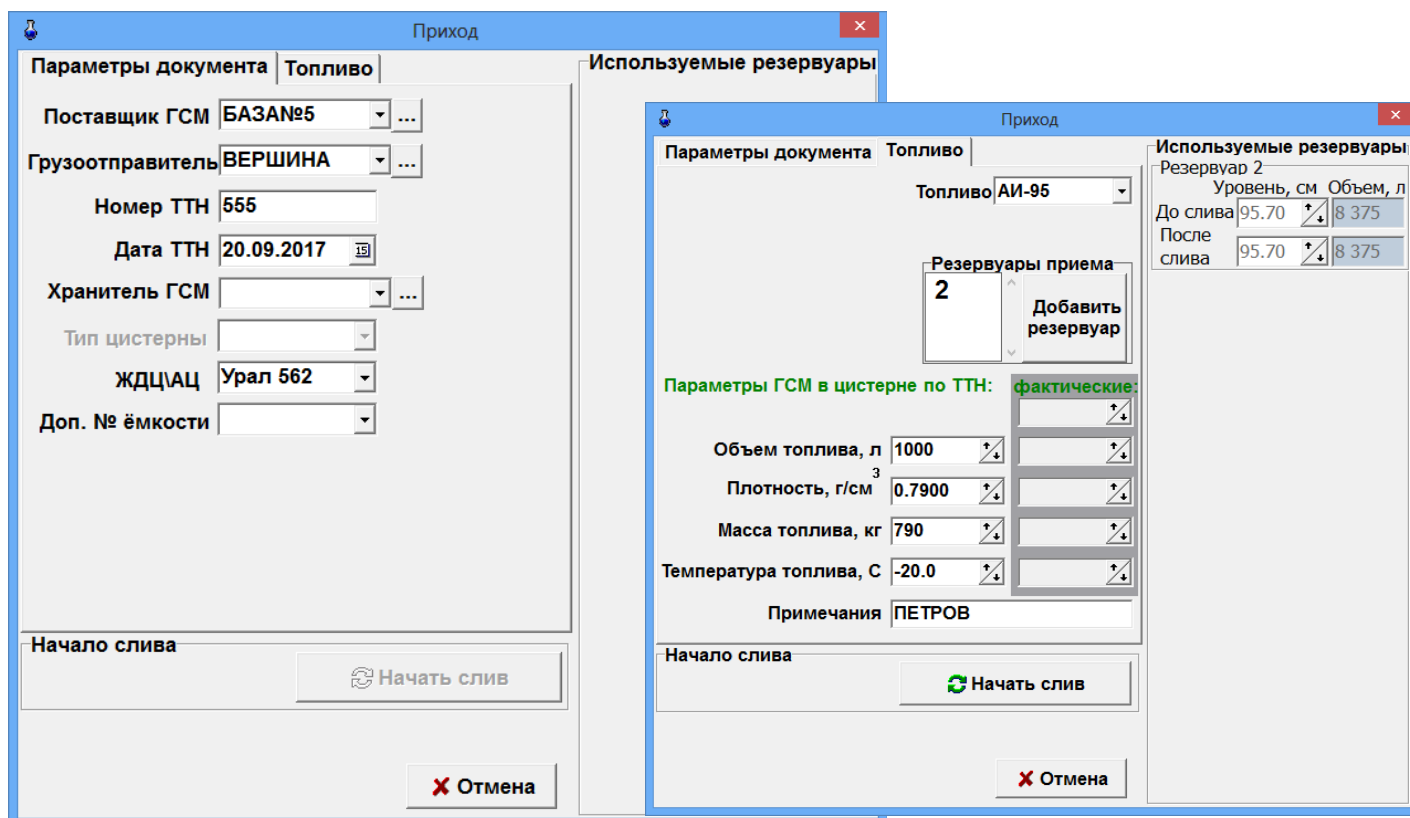 Приход
Параметры документа Топливо
Используемые резервуары
Поставщик ГСМ БАЗА№5 ...
Грузоотправитель ВЕРШИНА ...
Номер ТТН 555
Дата ТТН 20.09.2017 15
Хранитель ГСМ ...
Тип цистерны
ЖДЦ\АЦ Урал 562
Доп. № ёмкости
Начало слива
Начать слив
Отмена
Приход
Параметры документа Топливо
Топливо АИ-95
Резервуары приема
2
Добавить
резервуар
Параметры ГСМ в цистерне по ТТН: фактические:
Объем топлива, л 1000
Плотность, г/см3 0.7900
Масса топлива, кг 790
Температура топлива, С -20.0
Примечания ПЕТРОВ
Начало слива
Начать слив
Отмена
Используемые резервуары
Резервуар 2
Уровень, см Объем, л
До слива 95.70 8 375
После
слива 95.70 8 375